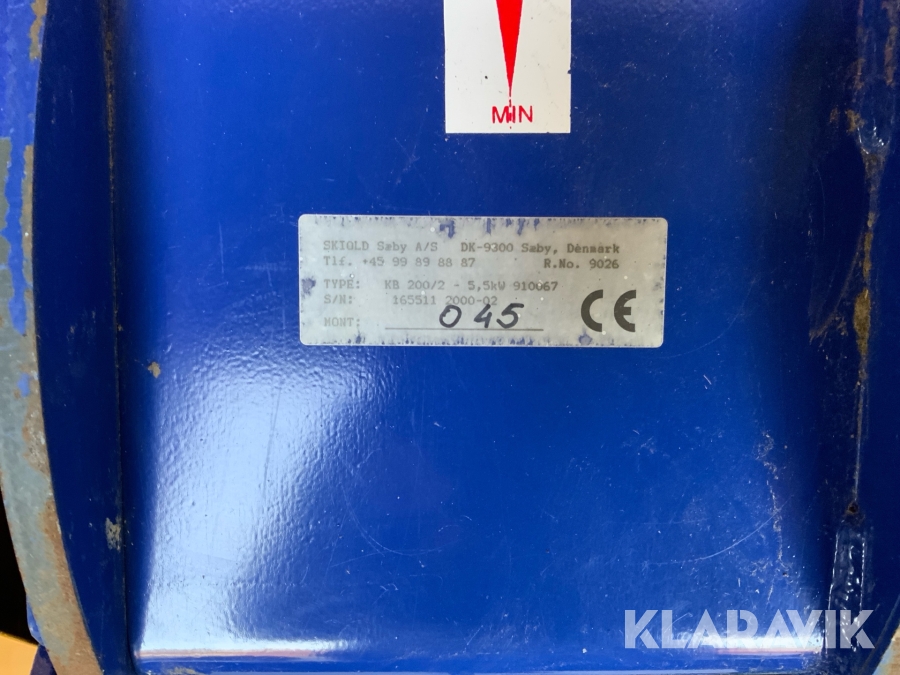 MIN
SKIOLD Sæby A/S DK-9300 Sæby, Denmark
Tlf. +45 99 89 88 87 R.No. 9026
TYPE: KB 200/2 - 5,5kW 910067
S/N: 165511 2000-02
MONT: 045
CE
KLARAVIK